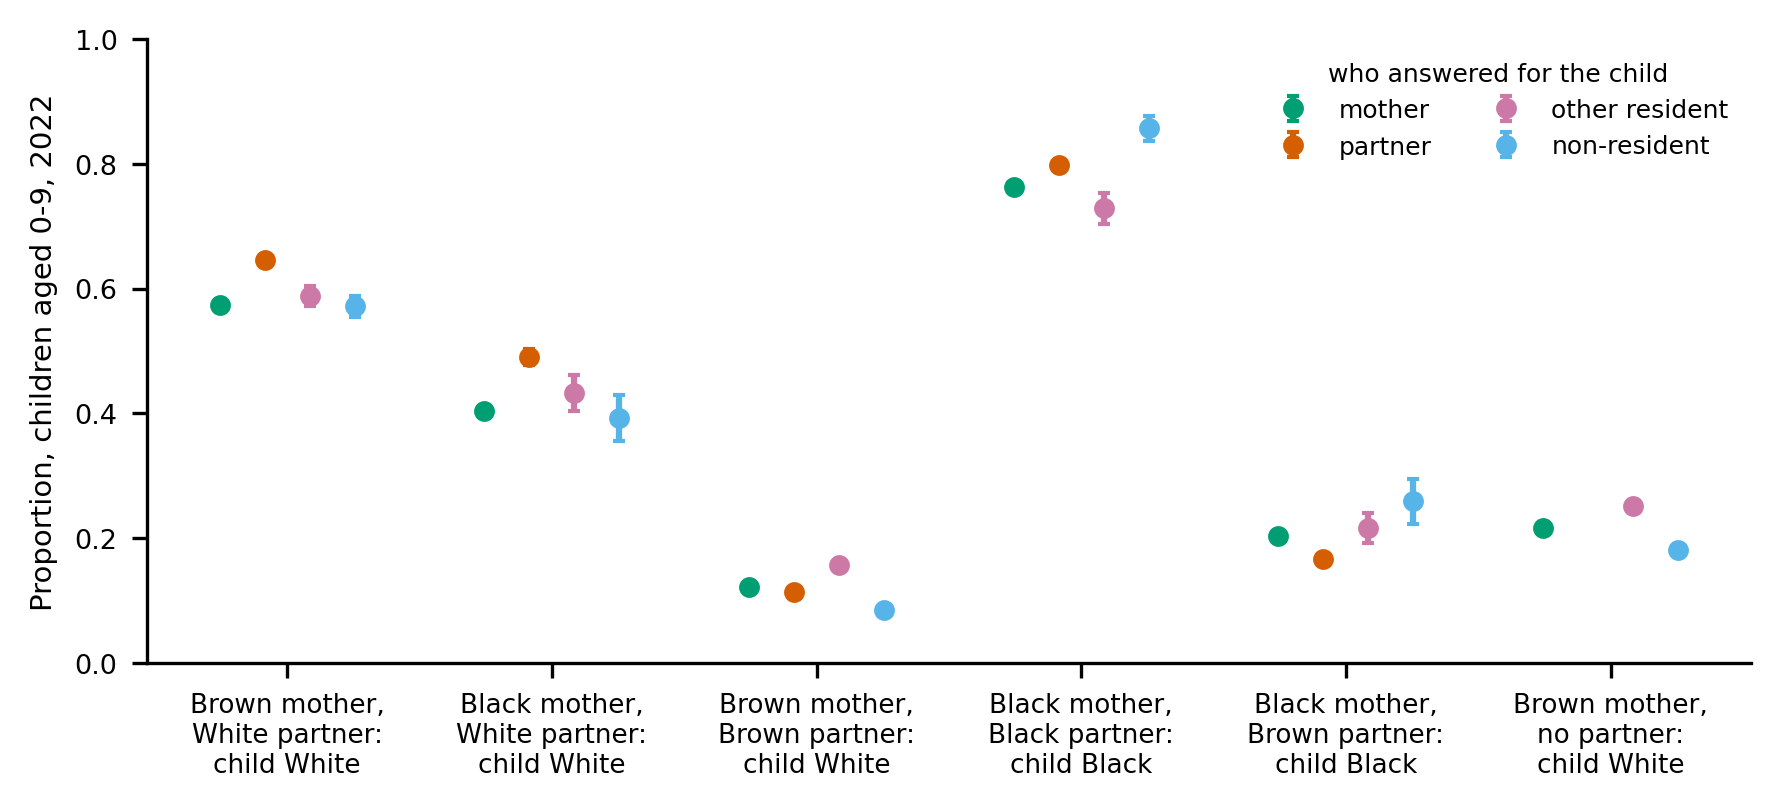 Proportion, children aged 0-9, 2022
1.0
0.8
0.6
0.4
0.2
0.0
who answered for the child
mother
partner
other resident
non-resident
Brown mother,
White partner:
child White
Black mother,
White partner:
child White
Brown mother,
Brown partner:
child White
Black mother,
Black partner:
child Black
Black mother,
Brown partner:
child Black
Brown mother,
no partner:
child White